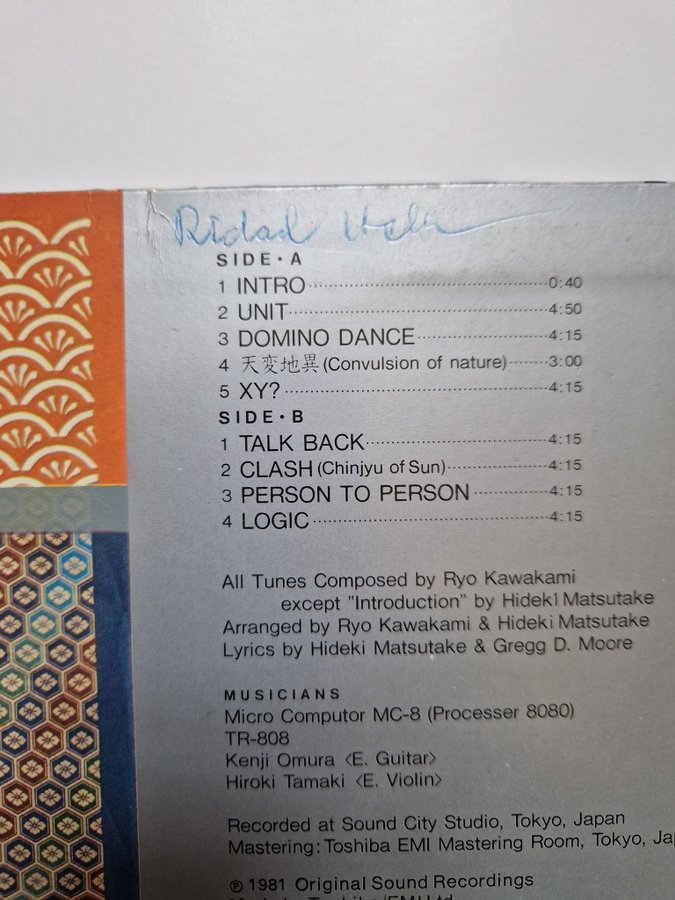 SIDE・A
1 INTRO 0:40
2 UNIT 4:50
3 DOMINO DANCE 4:15
4 天変地異(Convulsion of nature) 3:00
5 XY? 4:15
SIDE・B
1 TALK BACK 4:15
2 CLASH (Chinjyu of Sun) 4:15
3 PERSON TO PERSON 4:15
4 LOGIC 4:15
All Tunes Composed by Ryo Kawakami
except "Introduction" by Hideki Matsutake
Arranged by Ryo Kawakami & Hideki Matsutake
Lyrics by Hideki Matsutake & Gregg D. Moore
MUSICIANS
Micro Computor MC-8 (Processer 8080)
TR-808
Kenji Omura <E. Guitar>
Hiroki Tamaki <E. Violin>
Recorded at Sound City Studio, Tokyo, Japan
Mastering: Toshiba EMI Mastering Room, Tokyo,
℗ 1981 Original Sound Recordings